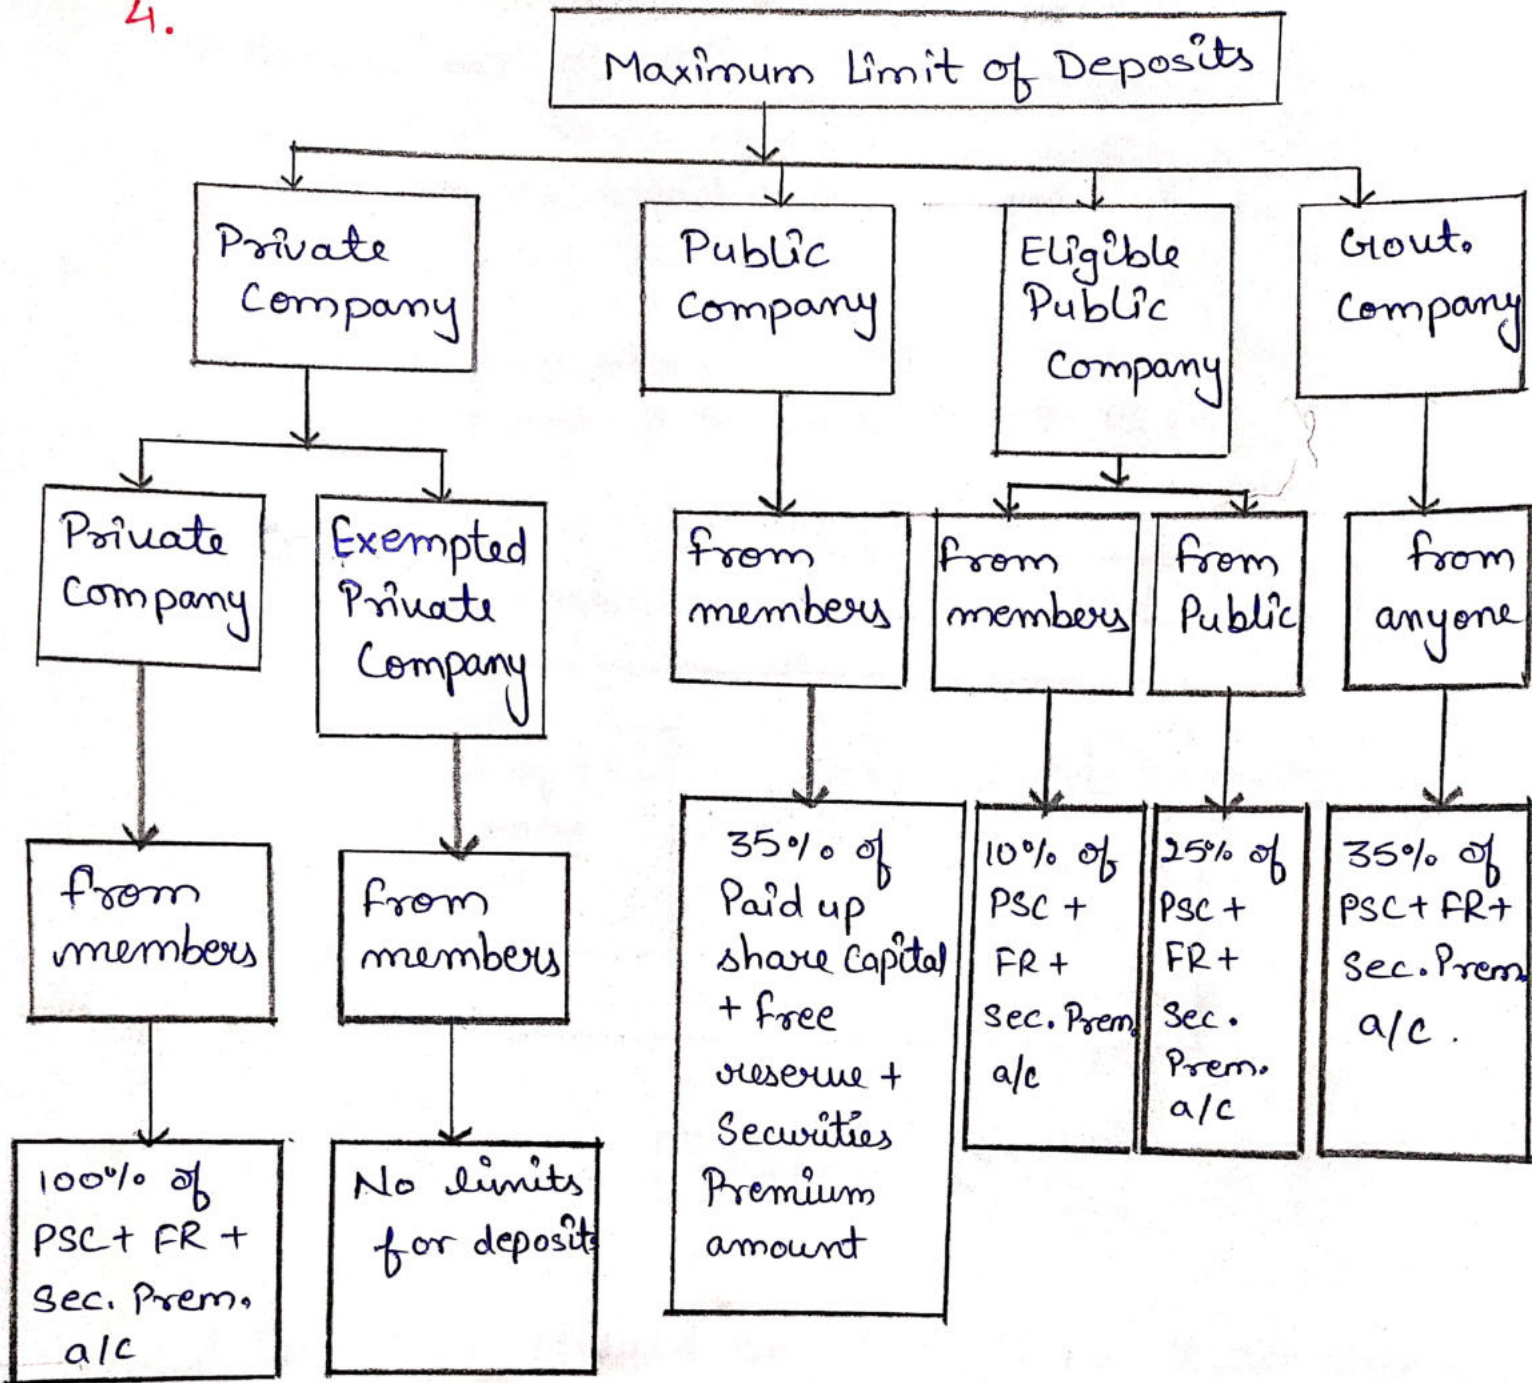 4.
Maximum Limit of Deposits
Private
Company
Public
Company
Eligible
Public
Company
Govt.
Company
Private
Company
Exempted
Private
Company
from
members
from
members
from
Public
from
anyone
from
members
from
members
35% of
Paid up
share Capital
+ free
reserve +
Securities
Premium
amount
10% of
PSC +
FR +
Sec. Prem.
a/c
25% of
PSC +
FR +
Sec.
Prem.
a/c
35% of
PSC + FR +
Sec. Prem.
a/c.
100% of
PSC + FR +
Sec. Prem.
a/c
No limits
for deposits